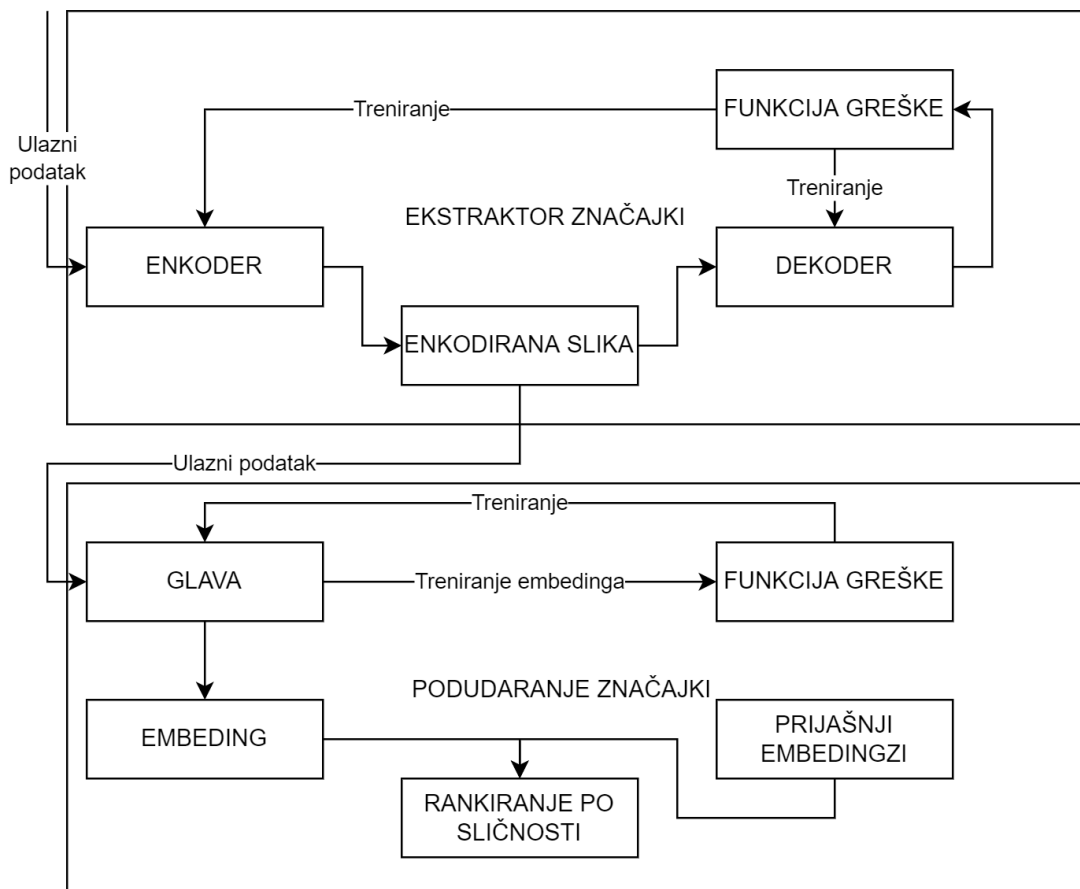 FUNKCIJA GREŠKE
Treniranje
Ulazni
podatak
Treniranje
EKSTRAKTOR ZNAČAJKI
ENKODER
DEKODER
ENKODIRANA SLIKA
Ulazni podatak
Treniranje
GLAVA
Treniranje embedinga
FUNKCIJA GREŠKE
PODUDARANJE ZNAČAJKI
EMBEDING
PRIJAŠNJI
EMBEDINGZI
RANKIRANJE PO
SLIČNOSTI